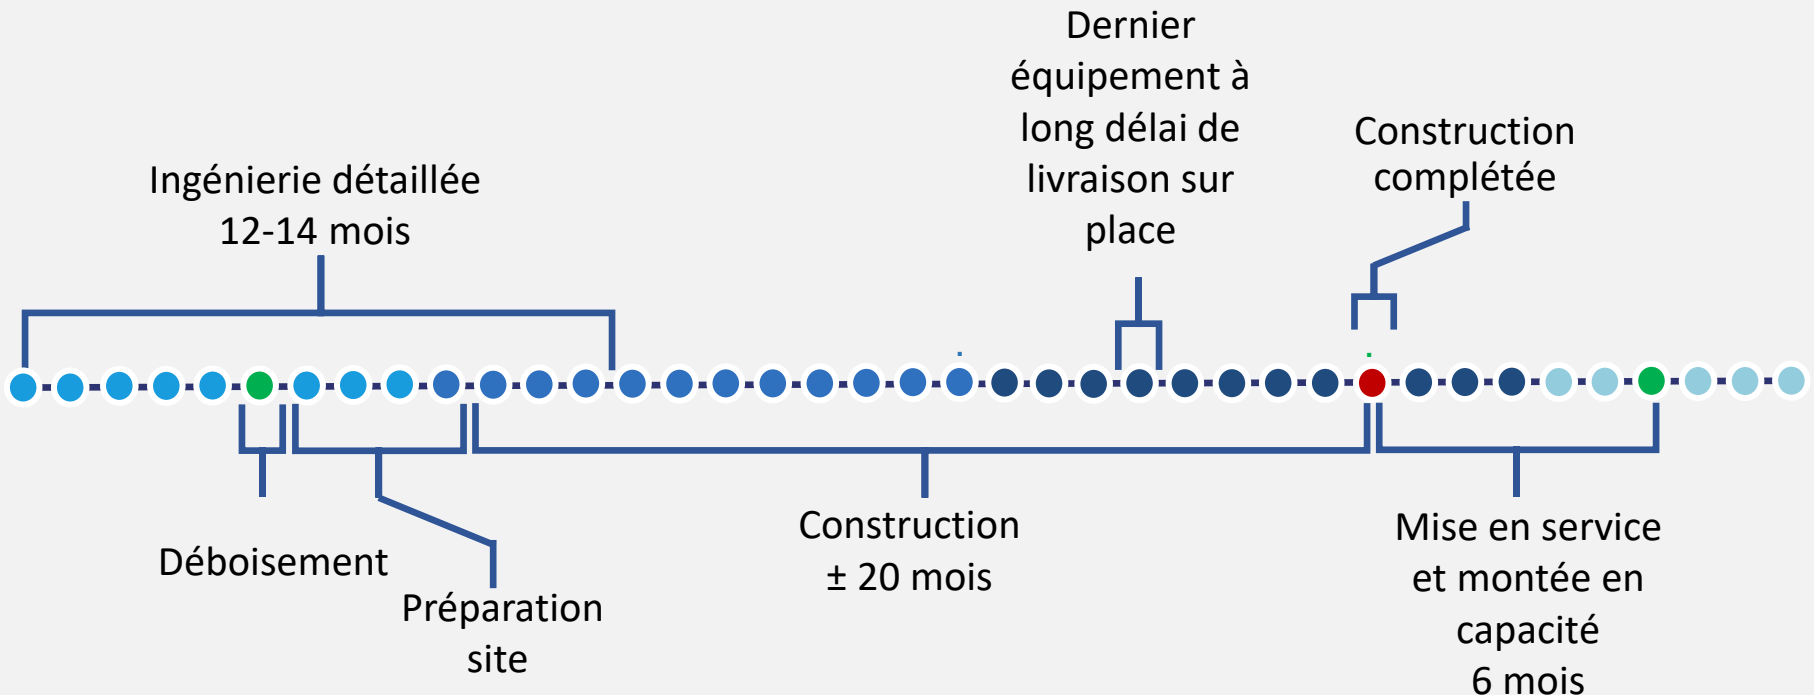 Ingénierie détaillée
12-14 mois
Dernier
équipement à
long délai de
livraison sur
place
Construction
complétée
Déboisement
Préparation
site
Construction
± 20 mois
Mise en service
et montée en
capacité
6 mois